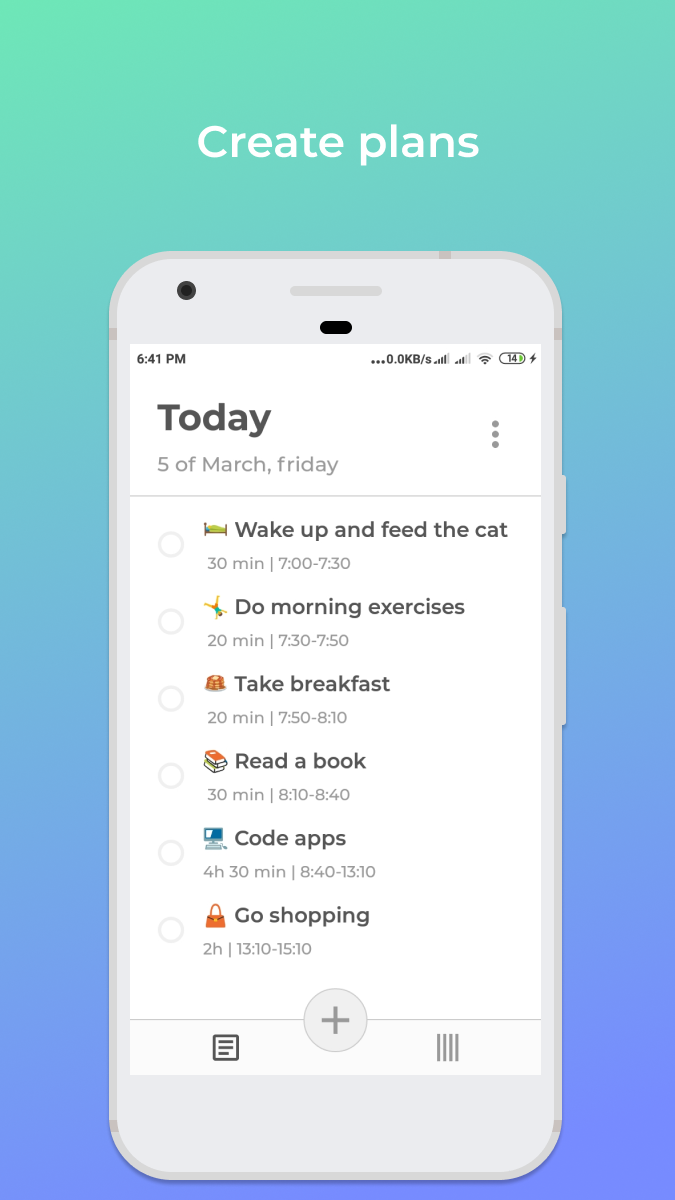 Create plans
6:41 PM ...0.0KB/s 14
Today
5 of March, friday
Wake up and feed the cat
30 min | 7:00-7:30
Do morning exercises
20 min | 7:30-7:50
Take breakfast
20 min | 7:50-8:10
Read a book
30 min | 8:10-8:40
Code apps
4h 30 min | 8:40-13:10
Go shopping
2h | 13:10-15:10